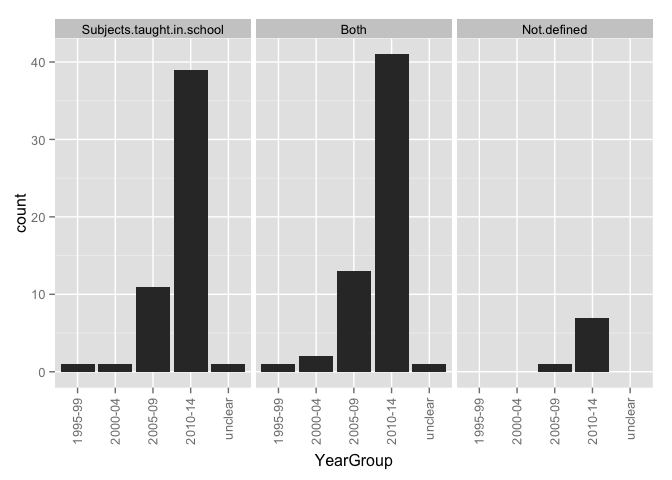 Subjects.taught.in.school Both Not.defined
40
30
20
10
0
count
1995-99 2000-04 2005-09 2010-14 unclear 1995-99 2000-04 2005-09 2010-14 unclear 1995-99 2000-04 2005-09 2010-14 unclear
YearGroup